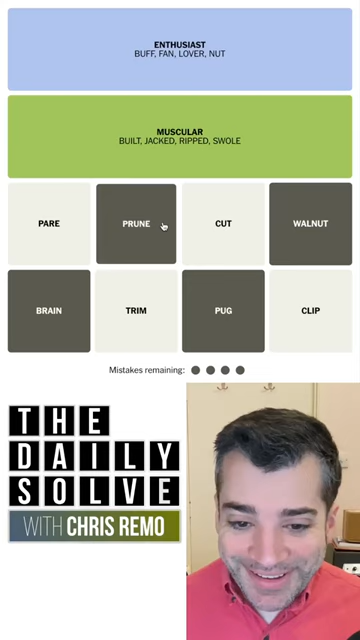 ENTHUSIAST
BUFF, FAN, LOVER, NUT
MUSCULAR
BUILT, JACKED, RIPPED, SWOLE
PARE PRUNE CUT WALNUT
BRAIN TRIM PUG CLIP
Mistakes remaining:
THE
DAILY
SOLVE
WITH CHRIS REMO